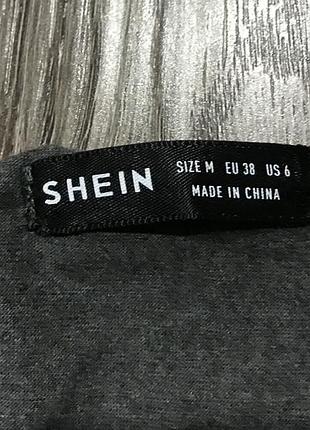 SHEIN
SIZE M EU 38 US 6
MADE IN CHINA